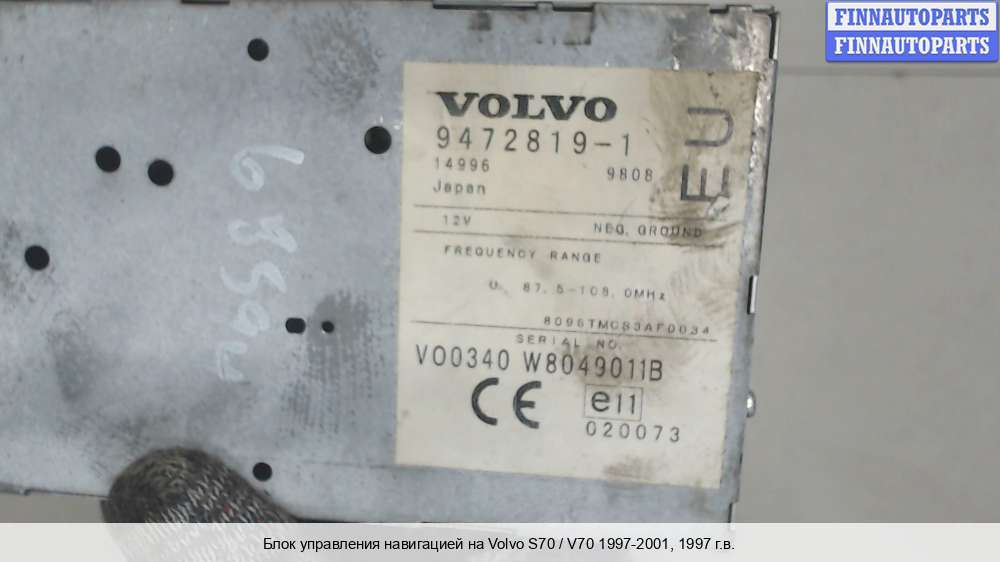 FINNAUTOPARTS
FINNAUTOPARTS
VOLVO
9472819-1
14996 9808
Japan
EU
12V NEG. GROUND
FREQUENCY RANGE
U. 87.5-108.0MHz
8096TMCS3AF0034
SERIAL NO.
V00340 W8049011B
CE e11
020073
Блок управления навигацией на Volvo S70 / V70 1997-2001, 1997 г.в.